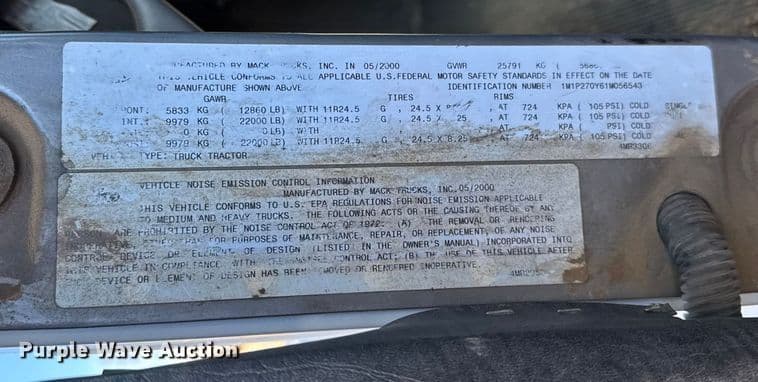 BY MACK INC. IN 05/2000 GVWR 25791 KG (
VEHICLE CONFORMS TO ALL APPLICABLE U.S. FEDERAL MOTOR SAFETY STANDARDS IN EFFECT ON THE DATE
OF MANUFACTURE SHOWN ABOVE IDENTIFICATION NUMBER 1M1P270Y61M056543
GAWR TIRES RIMS
5833 KG ( 12860 LB) WITH 11R24.5 G , 24.5 X , AT 724 KPA ( 105 PSI) COLD SINGLE
INT. 9979 KG ( 22000 LB) WITH 11R24.5 G , 24.5 X 8.25 , AT 724 KPA ( 105 PSI) COLD
0 KG ( 0 LB) WITH , AT KPA ( PSI) COLD
9979 KG ( 22000 LB) WITH 11R24.5 G , 24.5 X 8.25 , AT 724 KPA ( 105 PSI) COLD
TYPE: TRUCK TRACTOR
VEHICLE NOISE EMISSION CONTROL INFORMATION
MANUFACTURED BY MACK TRUCKS, INC. 05/2000
THIS VEHICLE CONFORMS TO U.S. EPA REGULATIONS FOR NOISE EMISSION APPLICABLE
TO MEDIUM AND HEAVY TRUCKS. THE FOLLOWING ACTS OR THE CAUSING THEREOF BY ANY
ARE PROHIBITED BY THE NOISE CONTROL ACT OF 1972: (A) THE REMOVAL OR RENDERING
INOPERATIVE, OTHER THAN FOR PURPOSES OF MAINTENANCE, REPAIR, OR REPLACEMENT, OF ANY NOISE
CONTROL DEVICE OR ELEMENT OF DESIGN (LISTED IN THE OWNER'S MANUAL) INCORPORATED INTO
THIS VEHICLE IN COMPLIANCE WITH THE NOISE CONTROL ACT; (B) THE USE OF THIS VEHICLE AFTER
SUCH DEVICE OR ELEMENT OF DESIGN HAS BEEN REMOVED OR RENDERED INOPERATIVE.
Purple Wave Auction